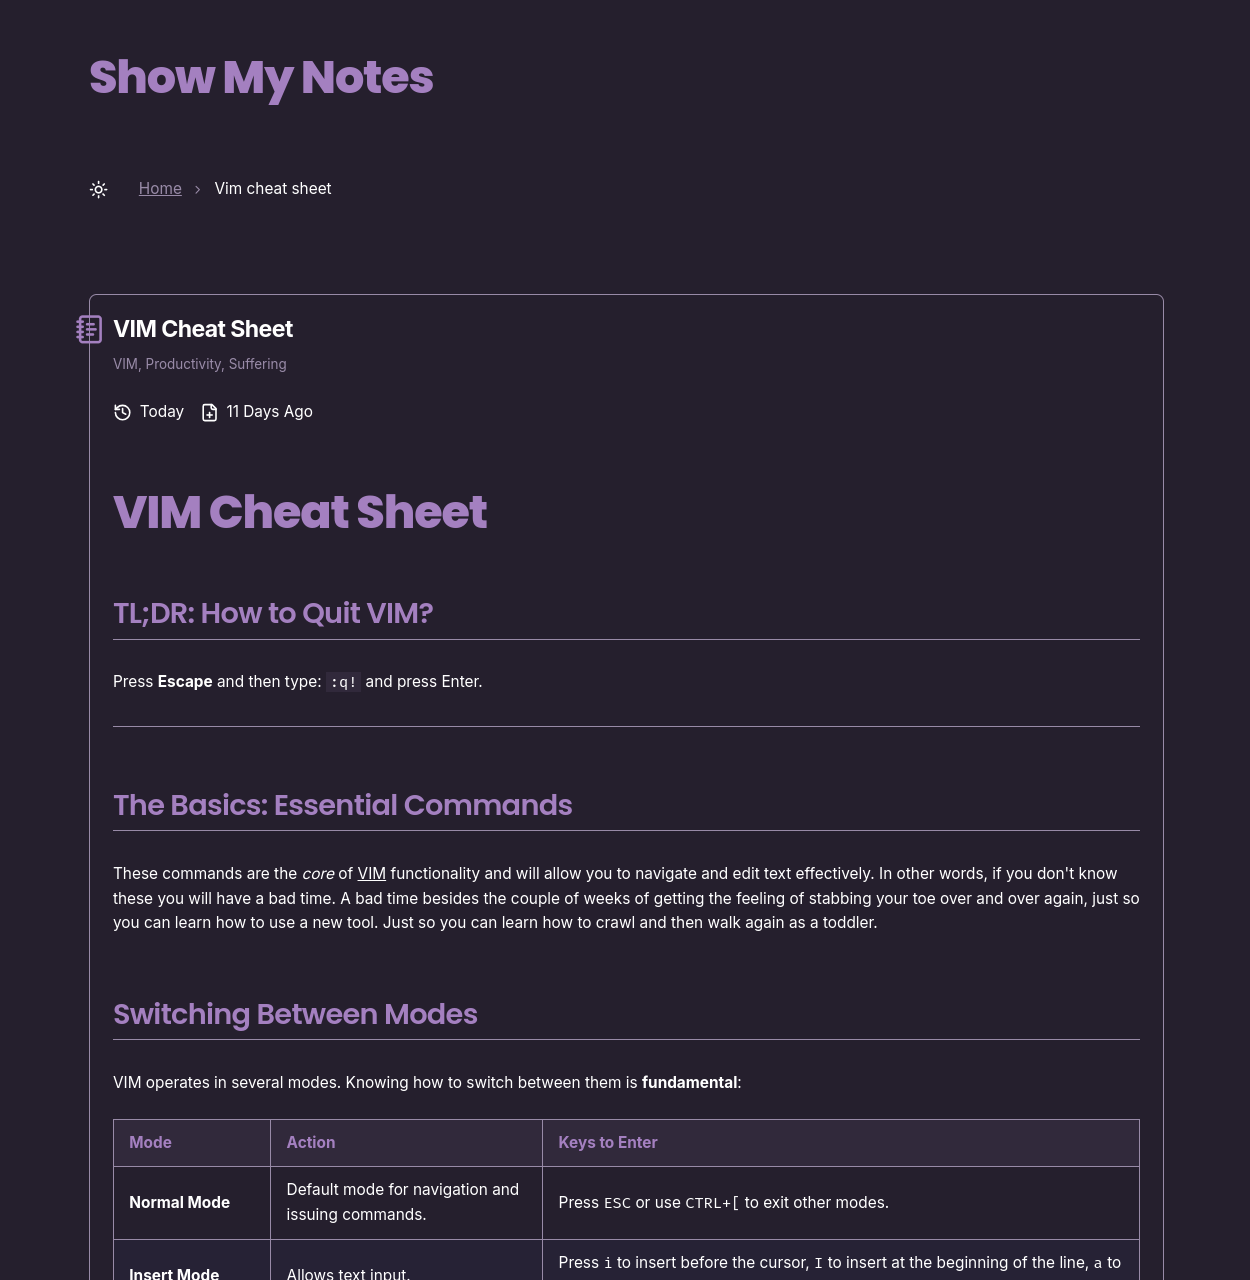 Show My Notes
Home › Vim cheat sheet
VIM Cheat Sheet
VIM, Productivity, Suffering
Today 11 Days Ago
VIM Cheat Sheet
TL;DR: How to Quit VIM?
Press Escape and then type: :q! and press Enter.
The Basics: Essential Commands
These commands are the core of VIM functionality and will allow you to navigate and edit text effectively. In other words, if you don't know
these you will have a bad time. A bad time besides the couple of weeks of getting the feeling of stabbing your toe over and over again, just so
you can learn how to use a new tool. Just so you can learn how to crawl and then walk again as a toddler.
Switching Between Modes
VIM operates in several modes. Knowing how to switch between them is fundamental:
Mode Action Keys to Enter
Normal Mode
Default mode for navigation and
issuing commands.
Press ESC or use CTRL+[ to exit other modes.
Insert Mode
Allows text input.
Press i to insert before the cursor, I to insert at the beginning of the line, a to